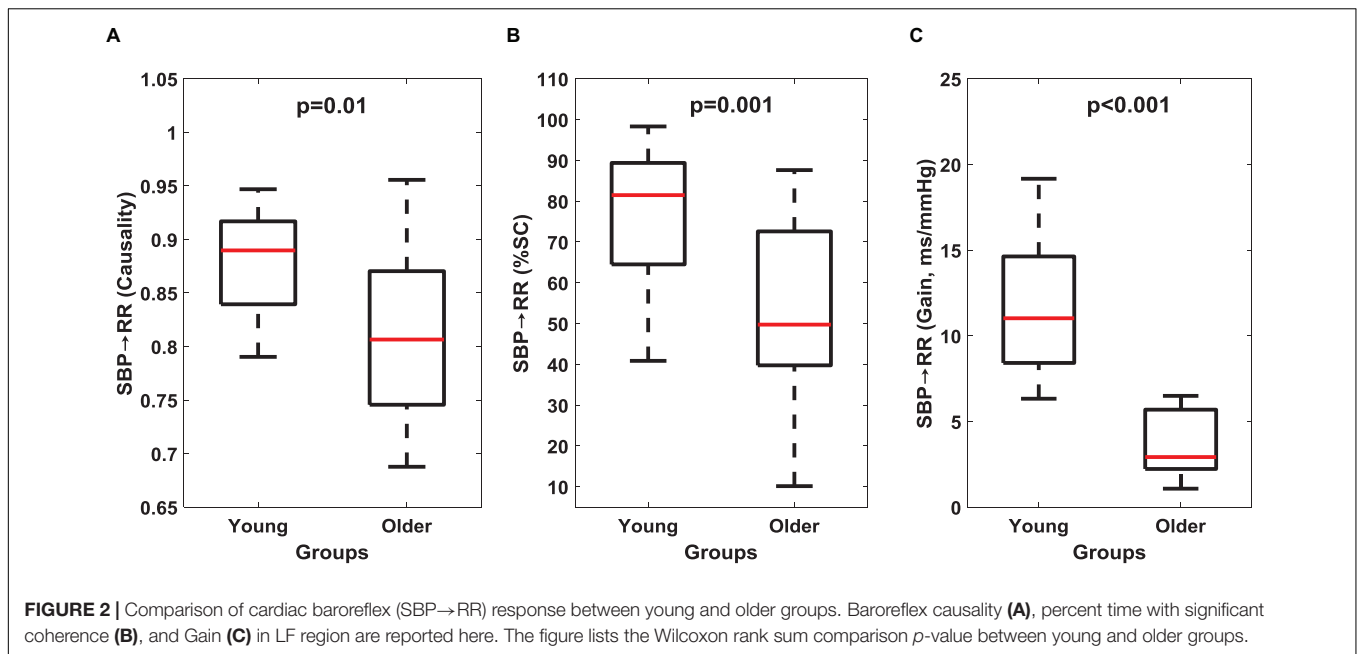 A
SBP→RR (Causality)
1.05
1
0.95
0.9
0.85
0.8
0.75
0.7
0.65
p=0.01
Young Older
Groups
B
SBP→RR (%SC)
110
100
90
80
70
60
50
40
30
20
10
p=0.001
Young Older
Groups
C
SBP→RR (Gain, ms/mmHg)
25
20
15
10
5
0
p<0.001
Young Older
Groups
FIGURE 2 | Comparison of cardiac baroreflex (SBP→RR) response between young and older groups. Baroreflex causality (A), percent time with significant
coherence (B), and Gain (C) in LF region are reported here. The figure lists the Wilcoxon rank sum comparison p-value between young and older groups.